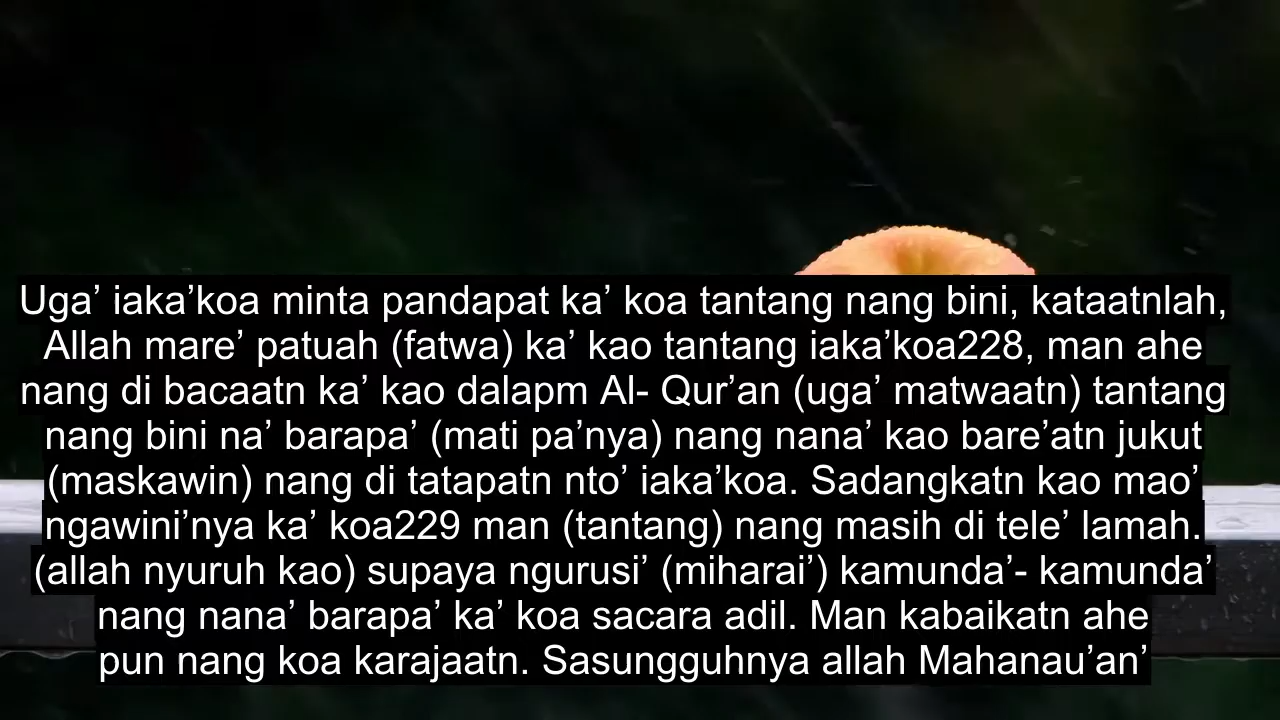 Uga’ iaka’koa minta pandapat ka’ koa tantang nang bini, kataatnlah,
Allah mare’ patuah (fatwa) ka’ kao tantang iaka’koa228, man ahe
nang di bacaatn ka’ kao dalapm Al- Qur’an (uga’ matwaatn) tantang
nang bini na’ barapa’ (mati pa’nya) nang nana’ kao bare’atn jukut
(maskawin) nang di tatapatn nto’ iaka’koa. Sadangkatn kao mao’
ngawini’nya ka’ koa229 man (tantang) nang masih di tele’ lamah.
(allah nyuruh kao) supaya ngurusi’ (miharai’) kamunda’- kamunda’
nang nana’ barapa’ ka’ koa sacara adil. Man kabaikatn ahe
pun nang koa karajaatn. Sasungguhnya allah Mahanau’an’